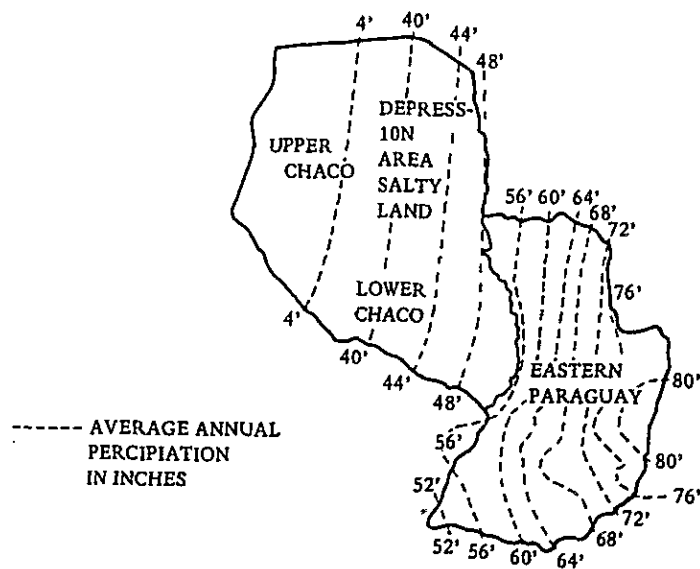 4'
40'
44'
48'
DEPRESS-
10N
AREA
SALTY
LAND
UPPER
CHACO
56'
60'
64'
68'
72'
76'
LOWER
CHACO
4'
40'
44'
48'
EASTERN
PARAGUAY
80'
------ AVERAGE ANNUAL
PERCIPIATION
IN INCHES
56'
80'
76'
52'
*
52'
56'
60'
64'
68'
72'